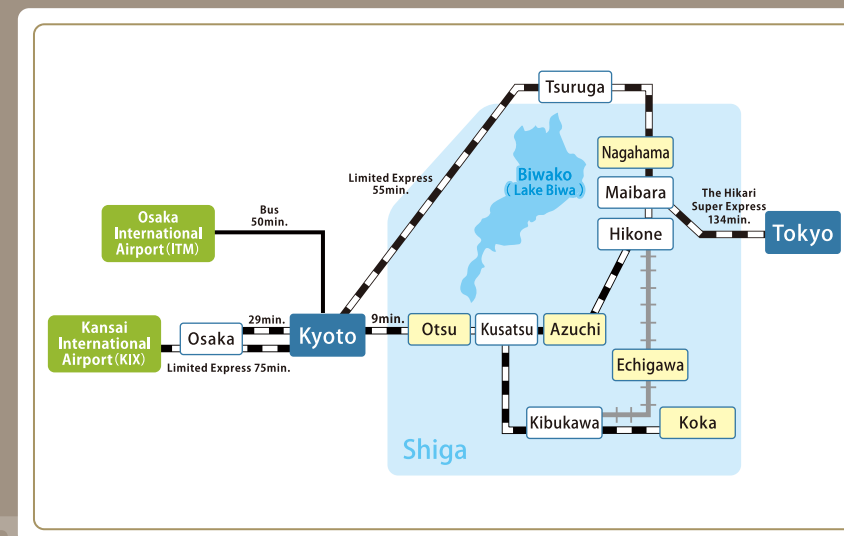 Tsuruga
Nagahama
Biwako
( Lake Biwa )
Limited Express
55min.
Maibara
The Hikari
Super Express
134min.
Osaka
International
Airport(ITM)
Bus
50min.
Hikone
Tokyo
Kansai
International
Airport(KIX)
29min.
Osaka
Kyoto
9min.
Otsu
Kusatsu
Azuchi
Limited Express 75min.
Echigawa
Kibukawa
Koka
Shiga